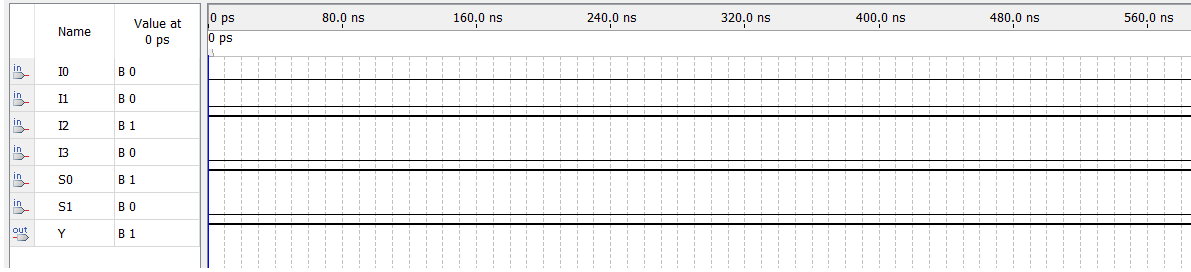 Name
Value at
0 ps
0 ps
80.0 ns
160.0 ns
240.0 ns
320.0 ns
400.0 ns
480.0 ns
560.0 ns
0 ps
in
I0
B 0
in
I1
B 0
in
I2
B 1
in
I3
B 0
in
S0
B 1
in
S1
B 0
out
Y
B 1